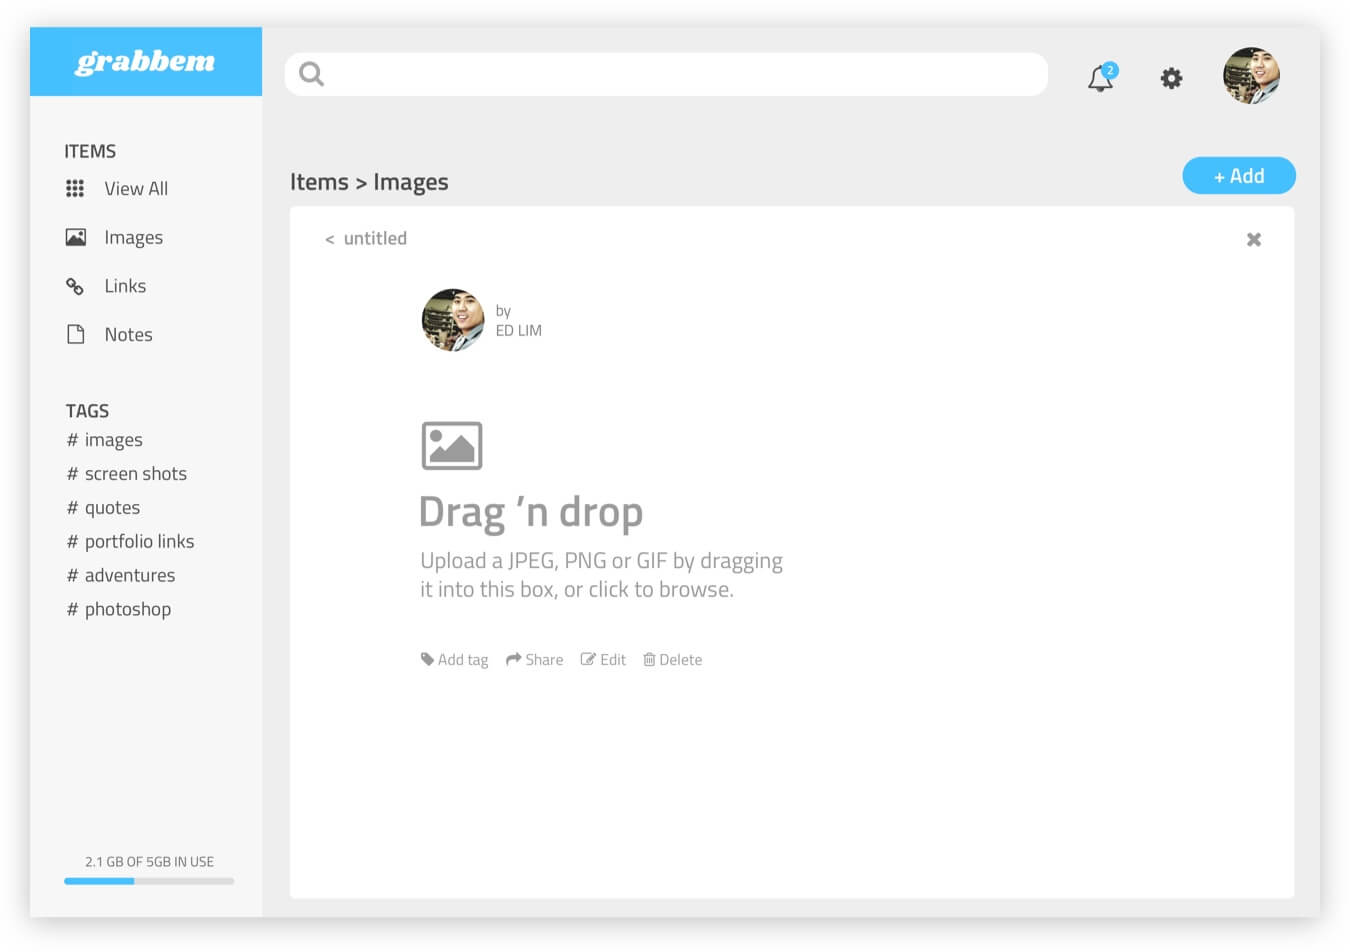 grabbem
2
ITEMS
View All
Images
Links
Notes
TAGS
# images
# screen shots
# quotes
# portfolio links
# adventures
# photoshop
2.1 GB OF 5GB IN USE
Items > Images
+ Add
< untitled
by
ED LIM
Drag ’n drop
Upload a JPEG, PNG or GIF by dragging
it into this box, or click to browse.
Add tag Share Edit Delete